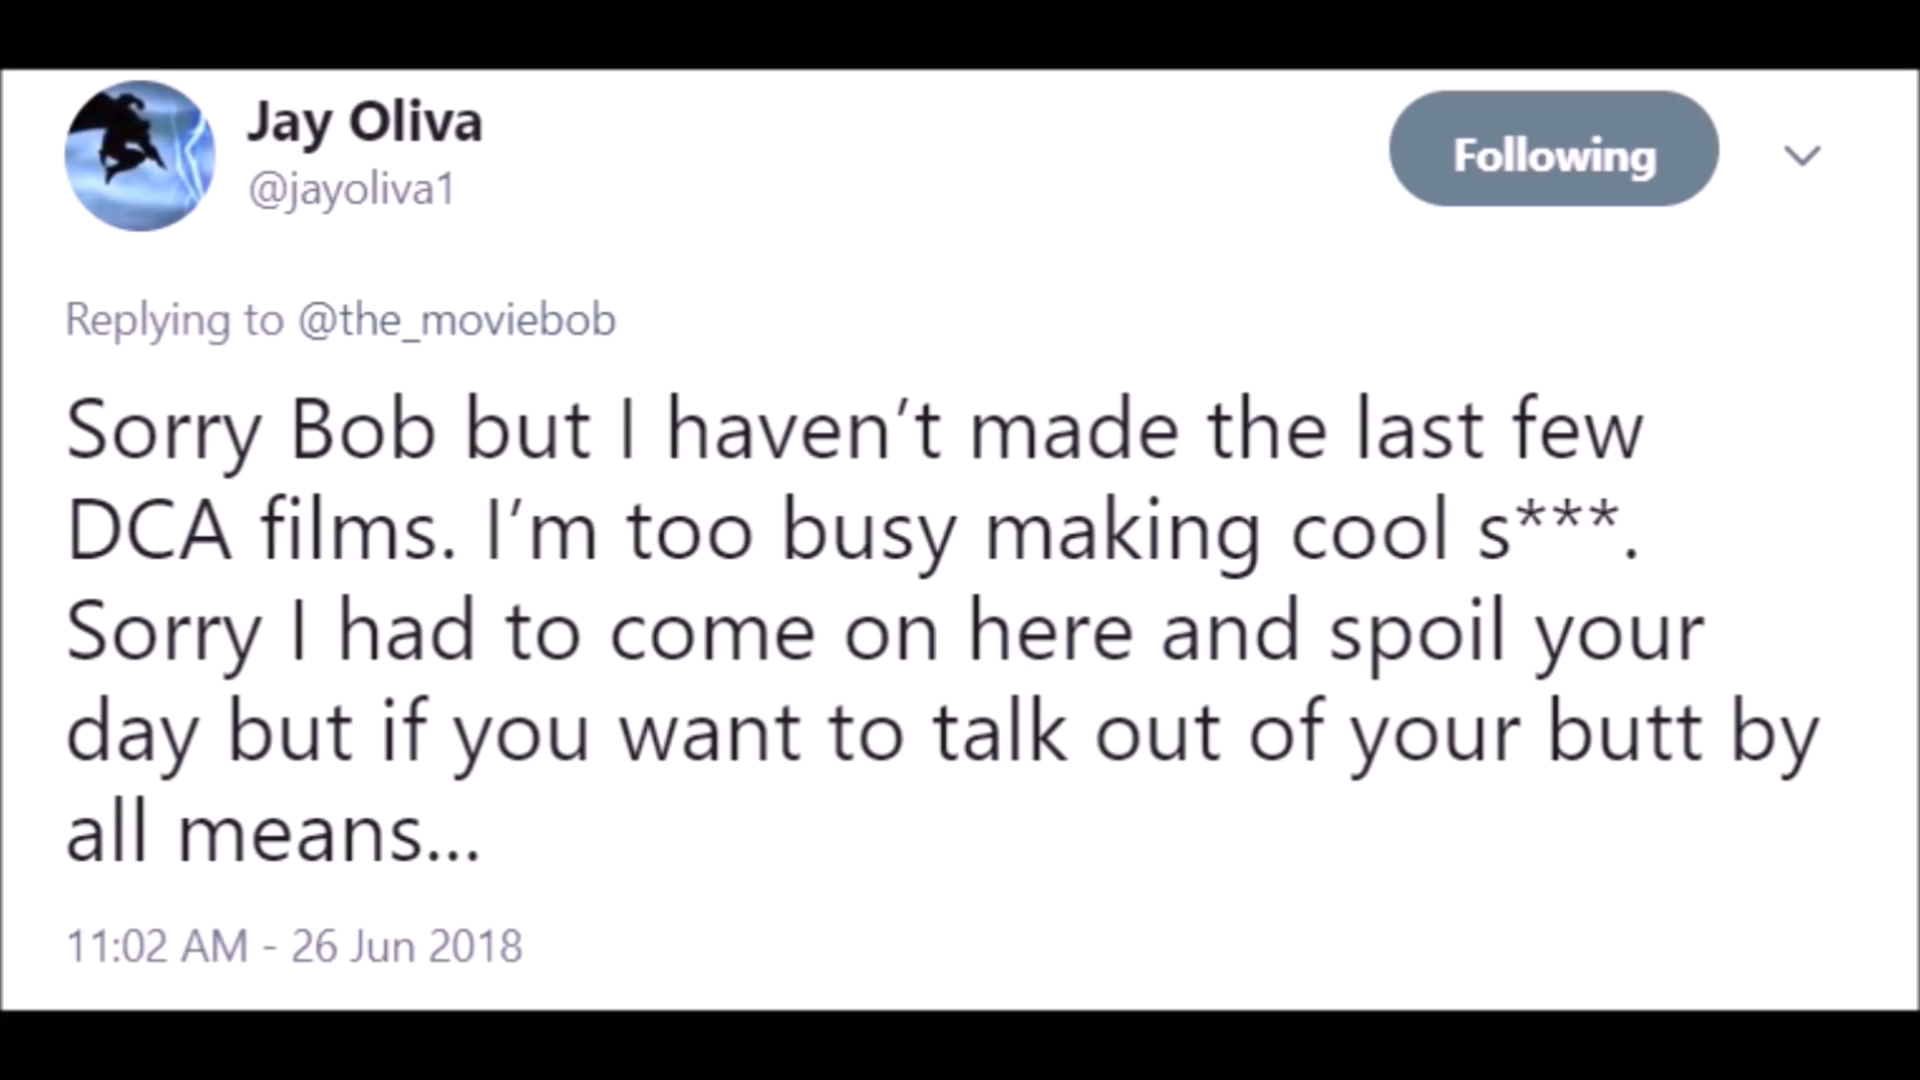 Jay Oliva
@jayoliva1
Following
Replying to @the_moviebob
Sorry Bob but I haven’t made the last few
DCA films. I’m too busy making cool s***.
Sorry I had to come on here and spoil your
day but if you want to talk out of your butt by
all means...
11:02 AM - 26 Jun 2018